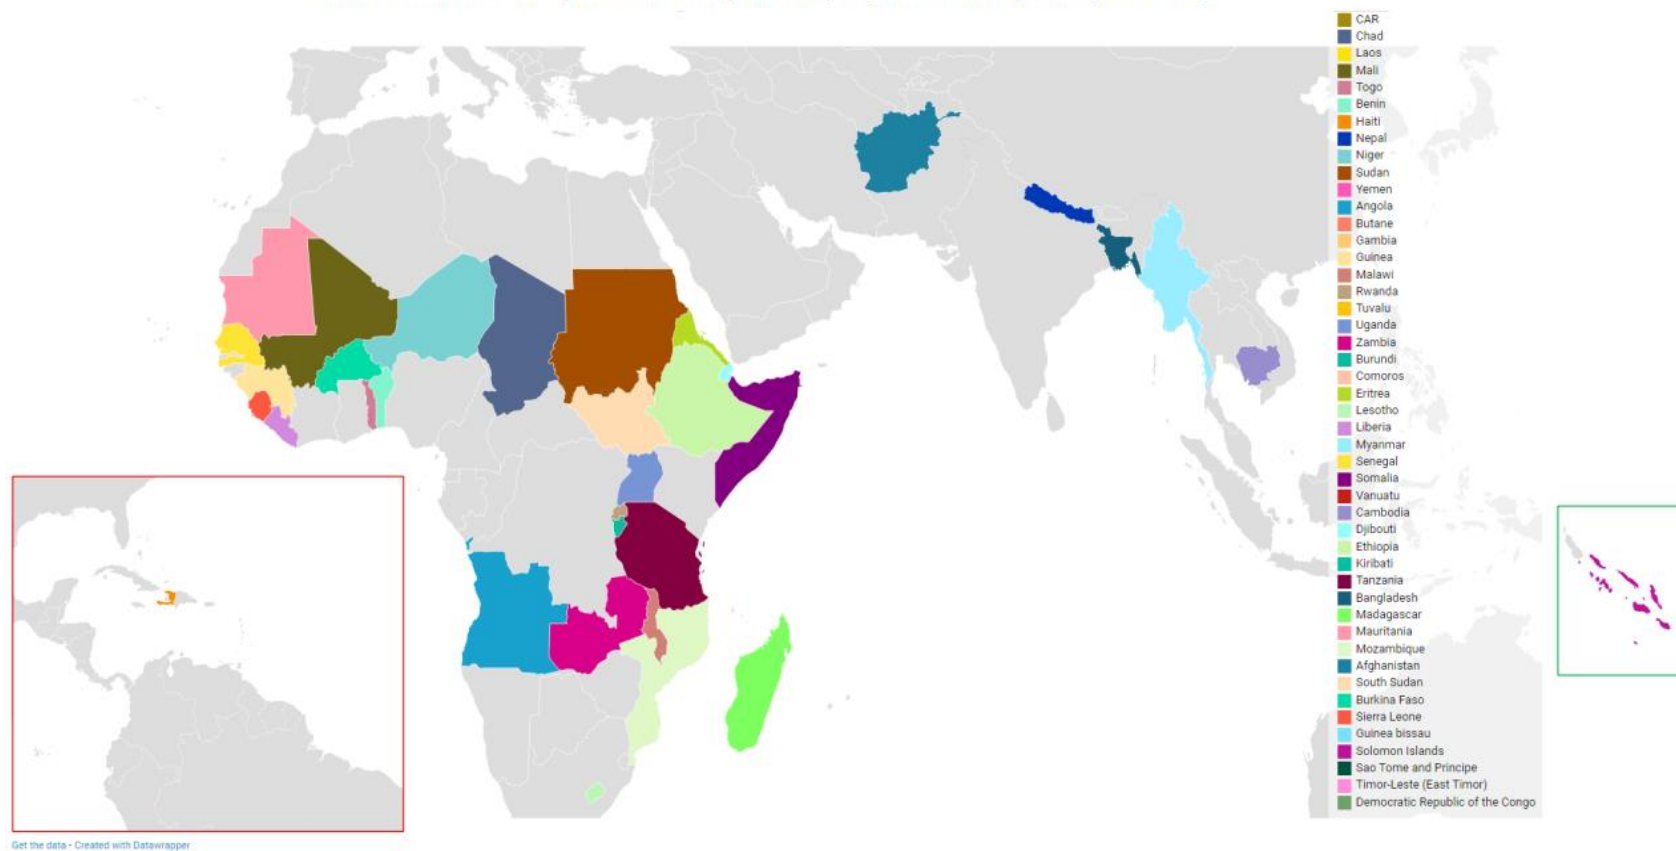 CAR
Chad
Laos
Mali
Togo
Benin
Haiti
Nepal
Niger
Sudan
Yemen
Angola
Butane
Gambia
Guinea
Malawi
Rwanda
Tuvalu
Uganda
Zambia
Burundi
Comoros
Eritrea
Lesotho
Liberia
Myanmar
Senegal
Somalia
Vanuatu
Cambodia
Djibouti
Ethiopia
Kiribati
Tanzania
Bangladesh
Madagascar
Mauritania
Mozambique
Afghanistan
South Sudan
Burkina Faso
Sierra Leone
Guinea bissau
Solomon Islands
Sao Tome and Principe
Timor-Leste (East Timor)
Democratic Republic of the Congo
Get the data • Created with Datawrapper